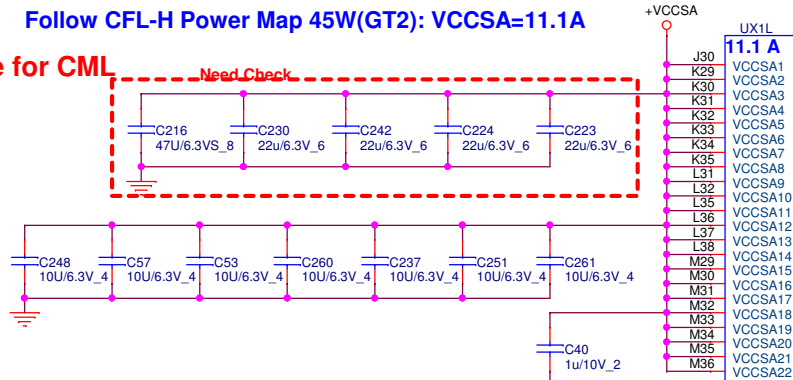 Follow CFL-H Power Map 45W(GT2): VCCSA=11.1A
+VCCSA
UX1L
11.1 A
e for CML
Need Check
J30 VCCSA1
K29 VCCSA2
K30 VCCSA3
K31 VCCSA4
K32 VCCSA5
K33 VCCSA6
K34 VCCSA7
K35 VCCSA8
L31 VCCSA9
L32 VCCSA10
L35 VCCSA11
L36 VCCSA12
L37 VCCSA13
L38 VCCSA14
M29 VCCSA15
M30 VCCSA16
M31 VCCSA17
M32 VCCSA18
M33 VCCSA19
M34 VCCSA20
M35 VCCSA21
M36 VCCSA22
C216 C230 C242 C224 C223
47U/6.3VS_8 22u/6.3V_6 22u/6.3V_6 22u/6.3V_6 22u/6.3V_6
C248 C57 C53 C260 C237 C251 C261
10U/6.3V_4 10U/6.3V_4 10U/6.3V_4 10U/6.3V_4 10U/6.3V_4 10U/6.3V_4 10U/6.3V_4
C40
1u/10V_2